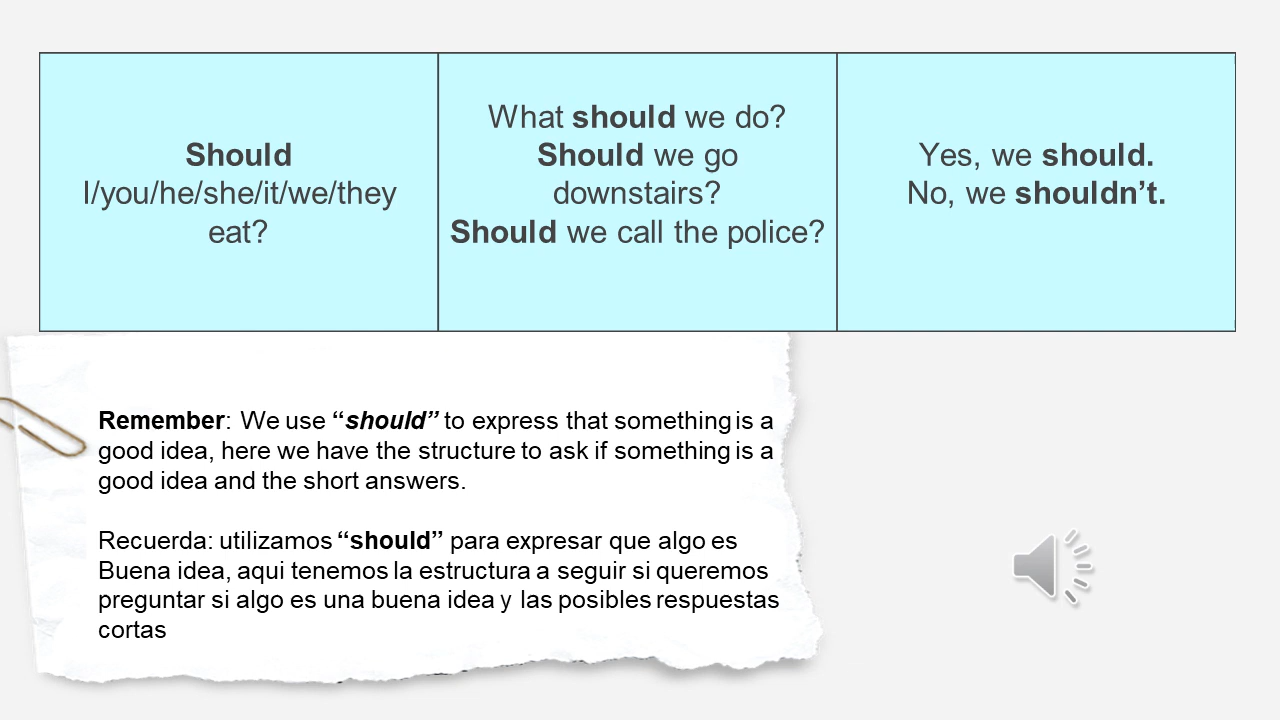 Should
I/you/he/she/it/we/they
eat?
What should we do?
Should we go
downstairs?
Should we call the police?
Yes, we should.
No, we shouldn’t.
Remember: We use “should” to express that something is a
good idea, here we have the structure to ask if something is a
good idea and the short answers.
Recuerda: utilizamos “should” para expresar que algo es
Buena idea, aqui tenemos la estructura a seguir si queremos
preguntar si algo es una buena idea y las posibles respuestas
cortas